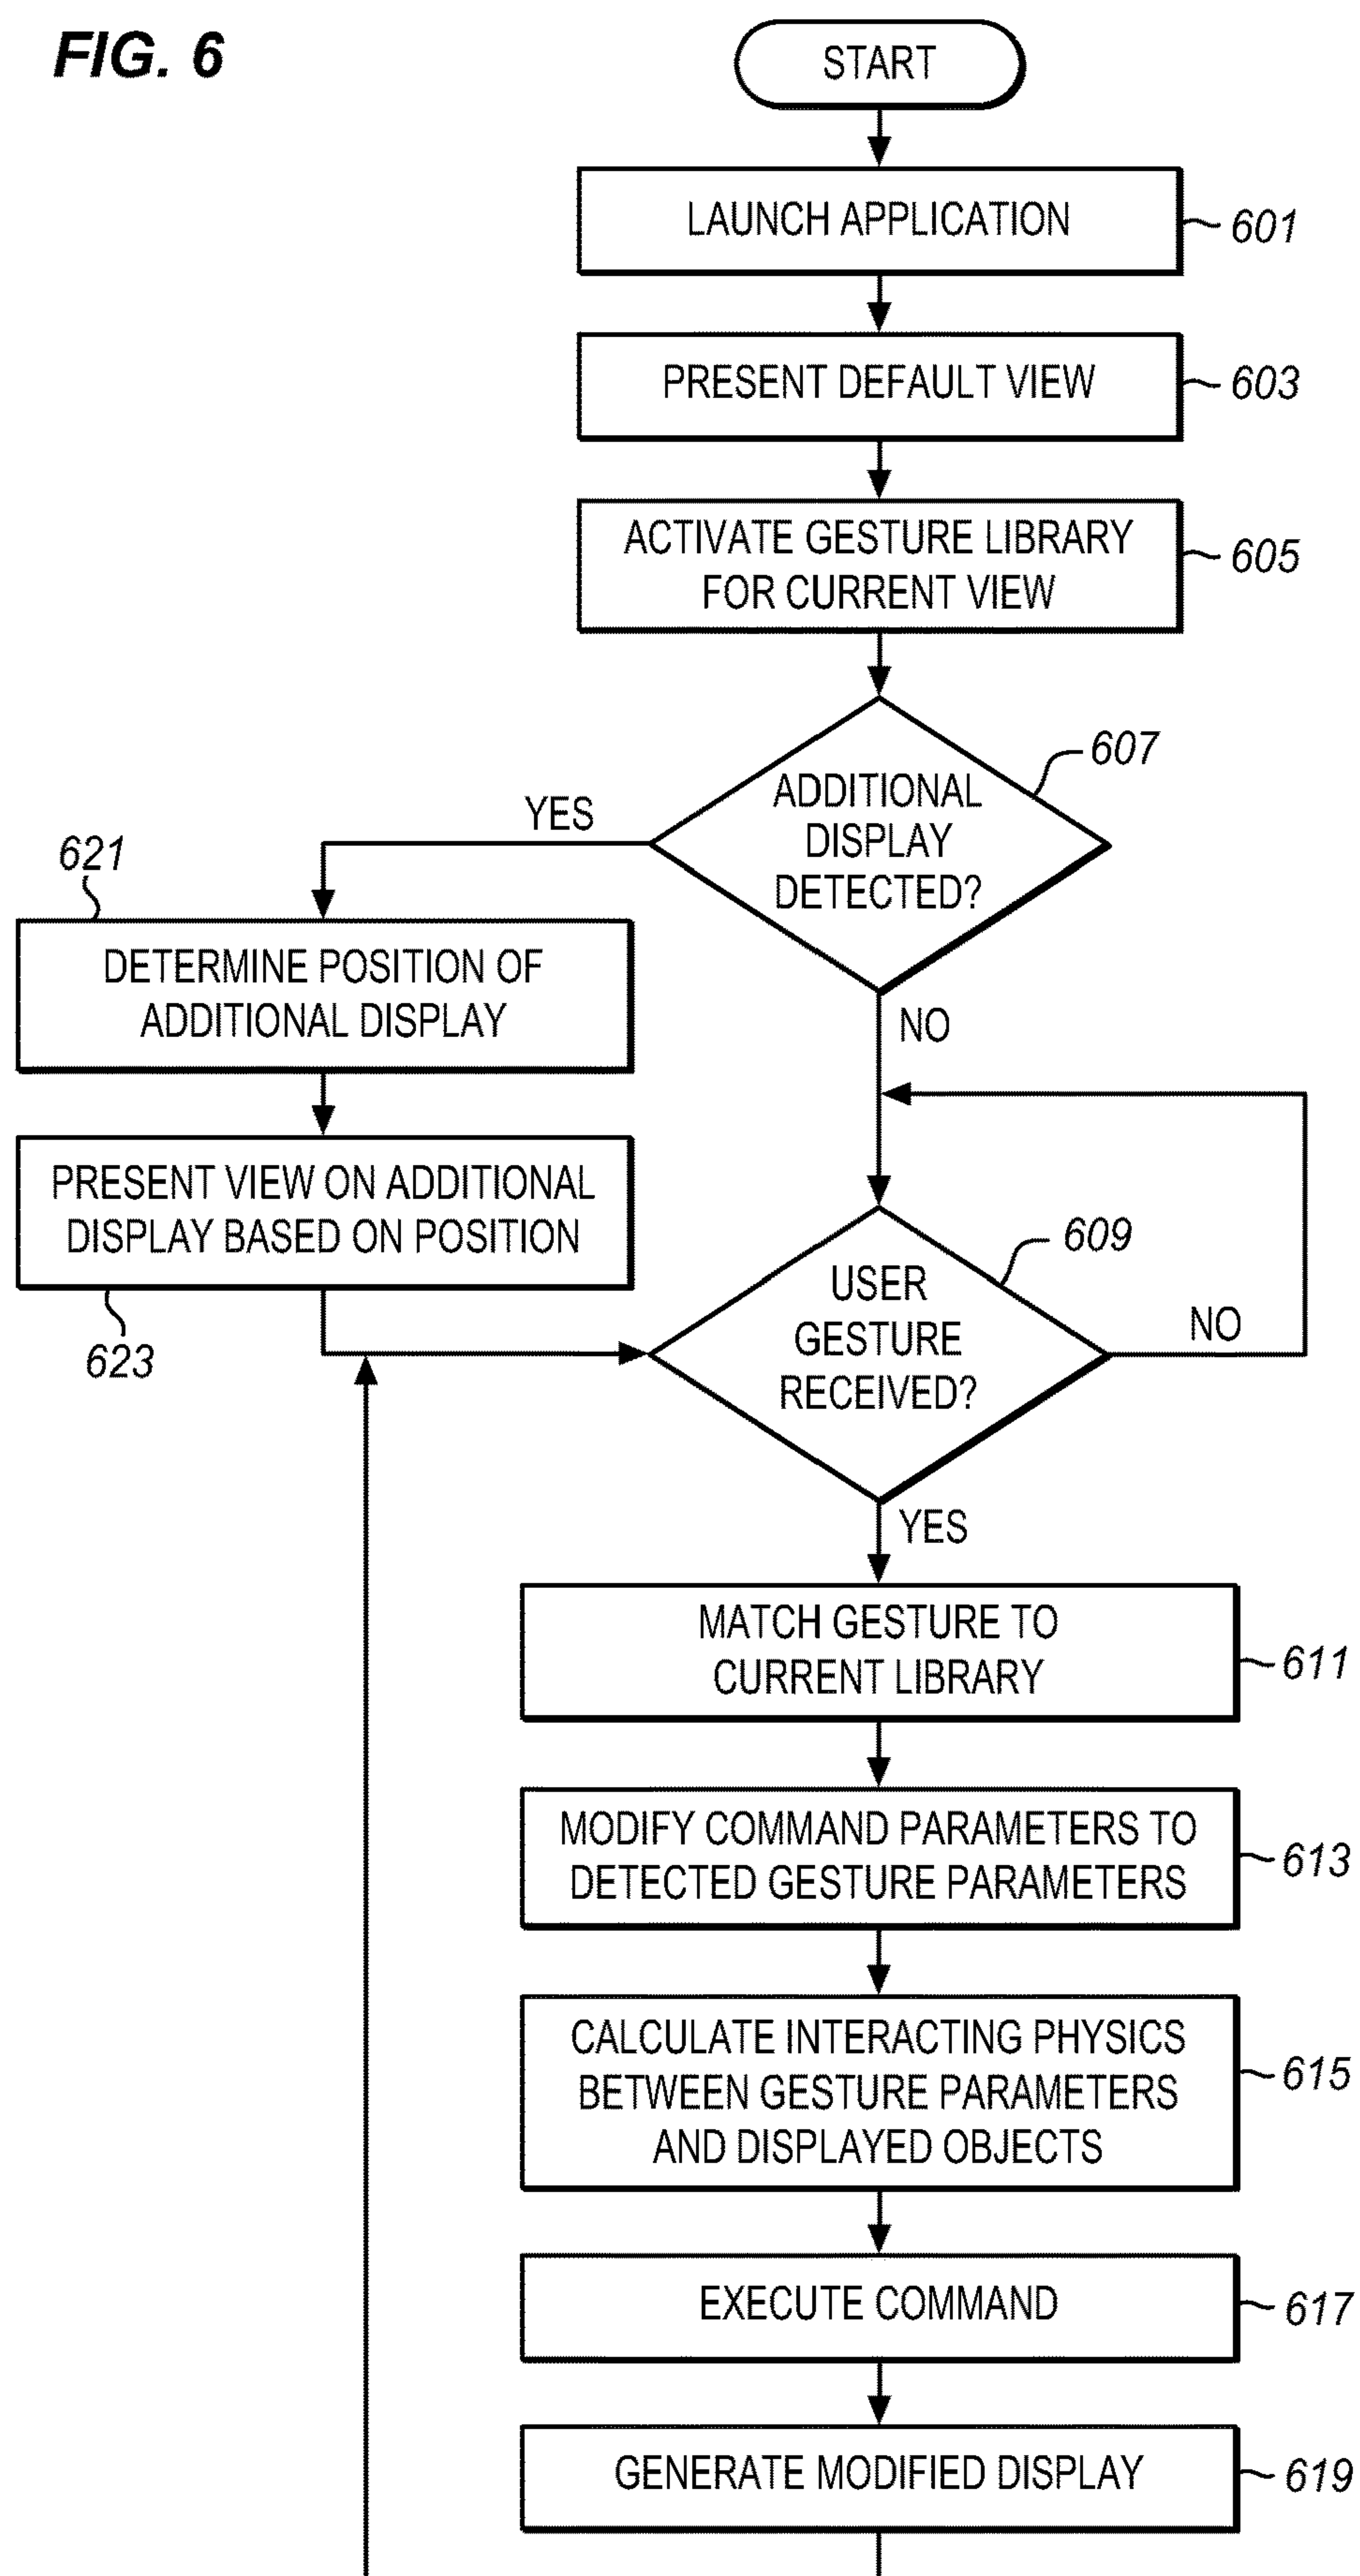 FIG. 6
START
LAUNCH APPLICATION
601
PRESENT DEFAULT VIEW
603
ACTIVATE GESTURE LIBRARY
FOR CURRENT VIEW
605
607
ADDITIONAL
DISPLAY
DETECTED?
YES
NO
621
DETERMINE POSITION OF
ADDITIONAL DISPLAY
PRESENT VIEW ON ADDITIONAL
DISPLAY BASED ON POSITION
623
609
USER
GESTURE
RECEIVED?
NO
YES
MATCH GESTURE TO
CURRENT LIBRARY
611
MODIFY COMMAND PARAMETERS TO
DETECTED GESTURE PARAMETERS
613
CALCULATE INTERACTING PHYSICS
BETWEEN GESTURE PARAMETERS
AND DISPLAYED OBJECTS
615
EXECUTE COMMAND
617
GENERATE MODIFIED DISPLAY
619